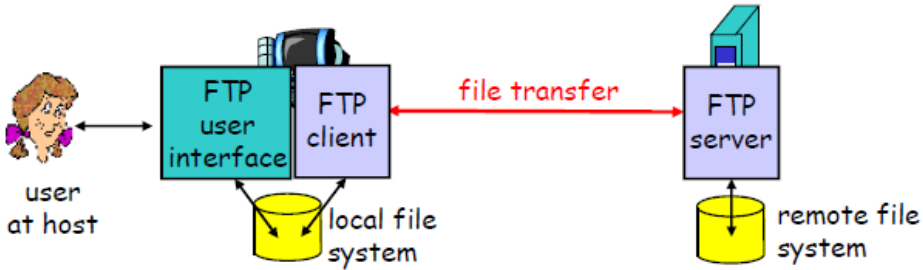 FTP
user
interface
FTP
client
file transfer
FTP
server
user
at host
local file
system
remote file
system